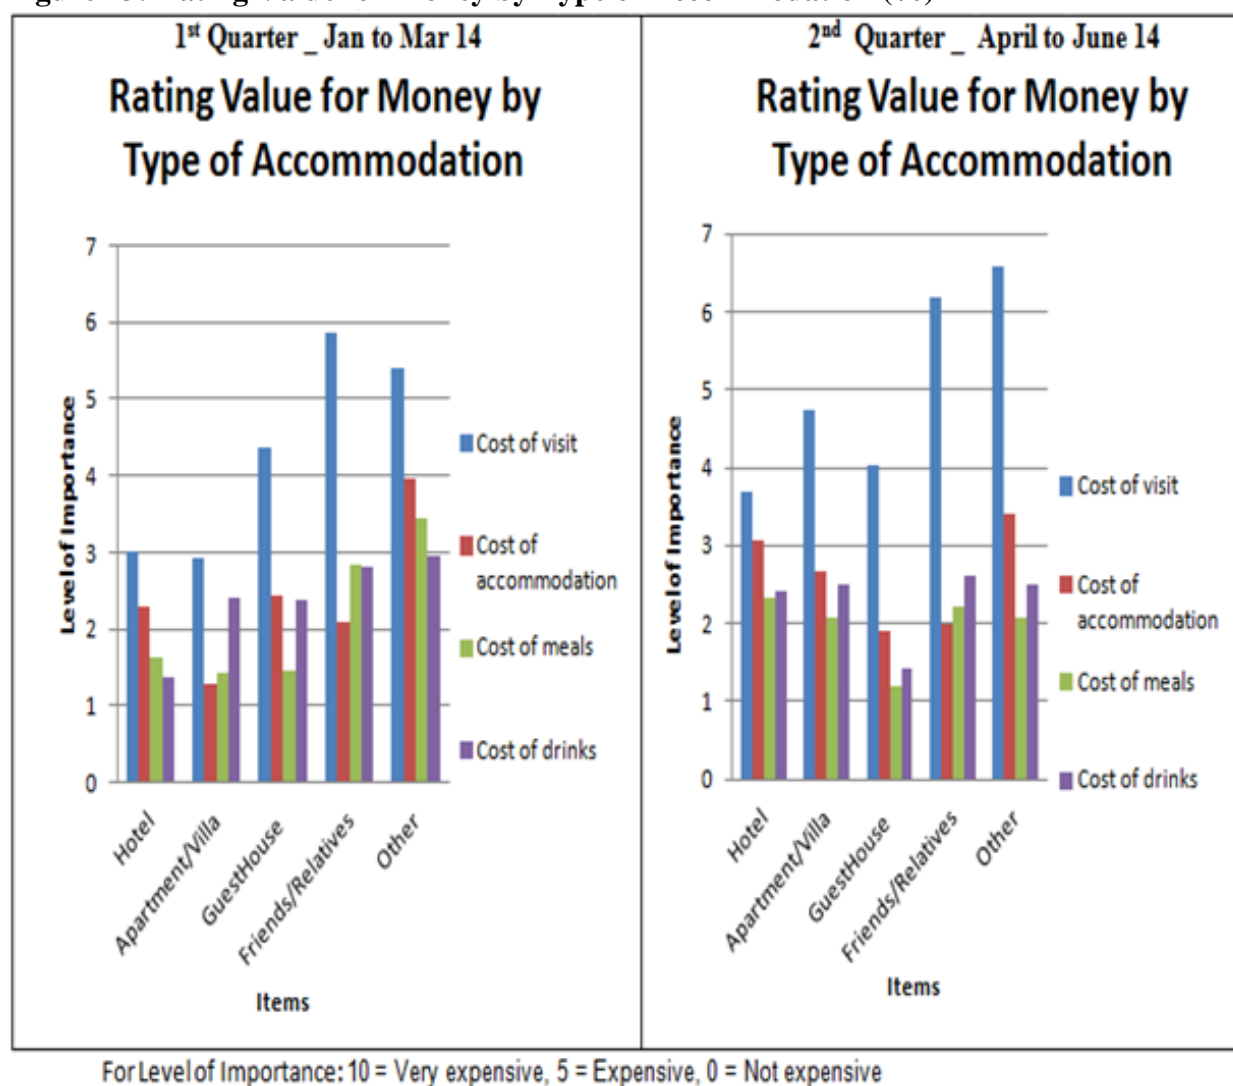 1st Quarter _ Jan to Mar 14
Rating Value for Money by
Type of Accommodation
7
6
5
4
3
2
1
0
Level of Importance
Cost of visit
Cost of
accommodation
Cost of meals
Cost of drinks
Hotel
Apartment/Villa
GuestHouse
Friends/Relatives
Other
Items
2nd Quarter _ April to June 14
Rating Value for Money by
Type of Accommodation
7
6
5
4
3
2
1
0
Level of Importance
Cost of visit
Cost of
accommodation
Cost of meals
Cost of drinks
Hotel
Apartment/Villa
GuestHouse
Friends/Relatives
Other
Items
For Level of Importance: 10 = Very expensive, 5 = Expensive, 0 = Not expensive